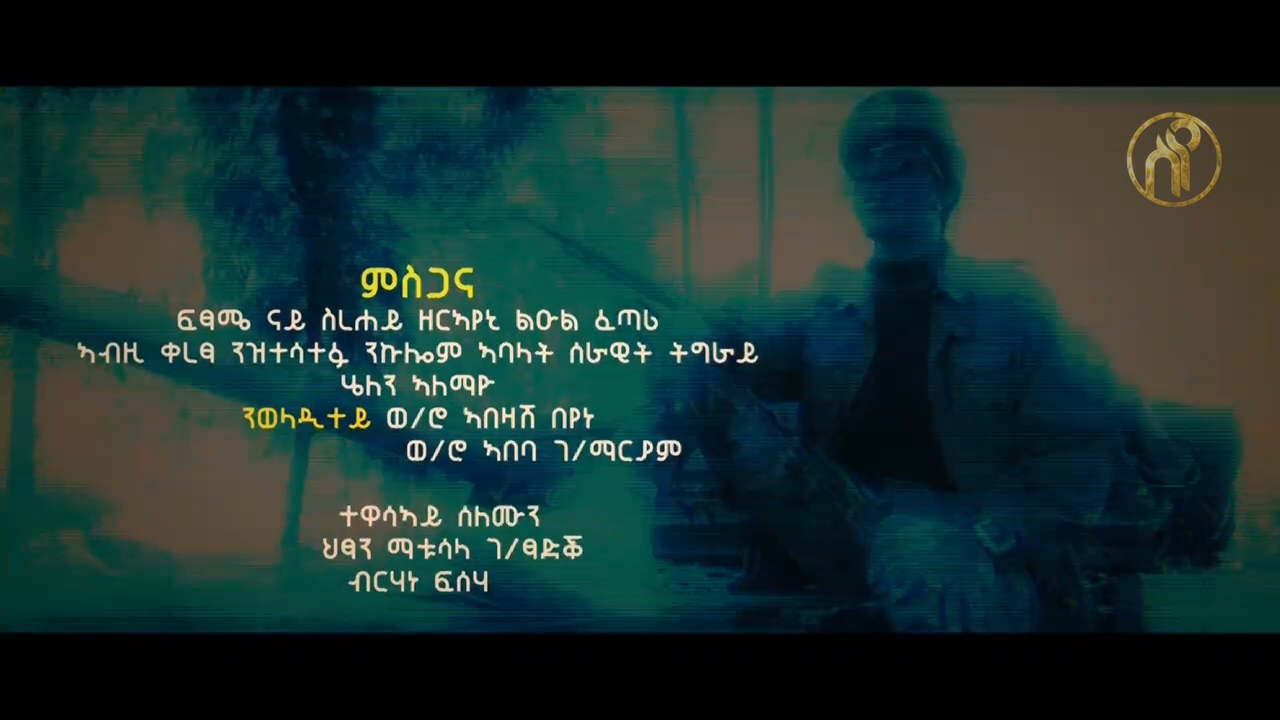 ምስጋና
ፍፃሜ ናይ ስረሐይ ዘርኣየኒ ልዑል ፈጣሪ
ኣብዚ ቀረፃ ንዝተሳተፉ ንኩሎም ኣባላት ሰራዊት ትግራይ
ሄለን ኣለማዮ
ንወላዲተይ ወ/ሮ ኣበዛሽ በየነ
ወ/ሮ ኣበባ ገ/ማርያም
ተዋሳኣይ ሰለሙን
ህፃን ማቱሳላ ገ/ፃድቕ
ብርሃነ ፍሰሃ